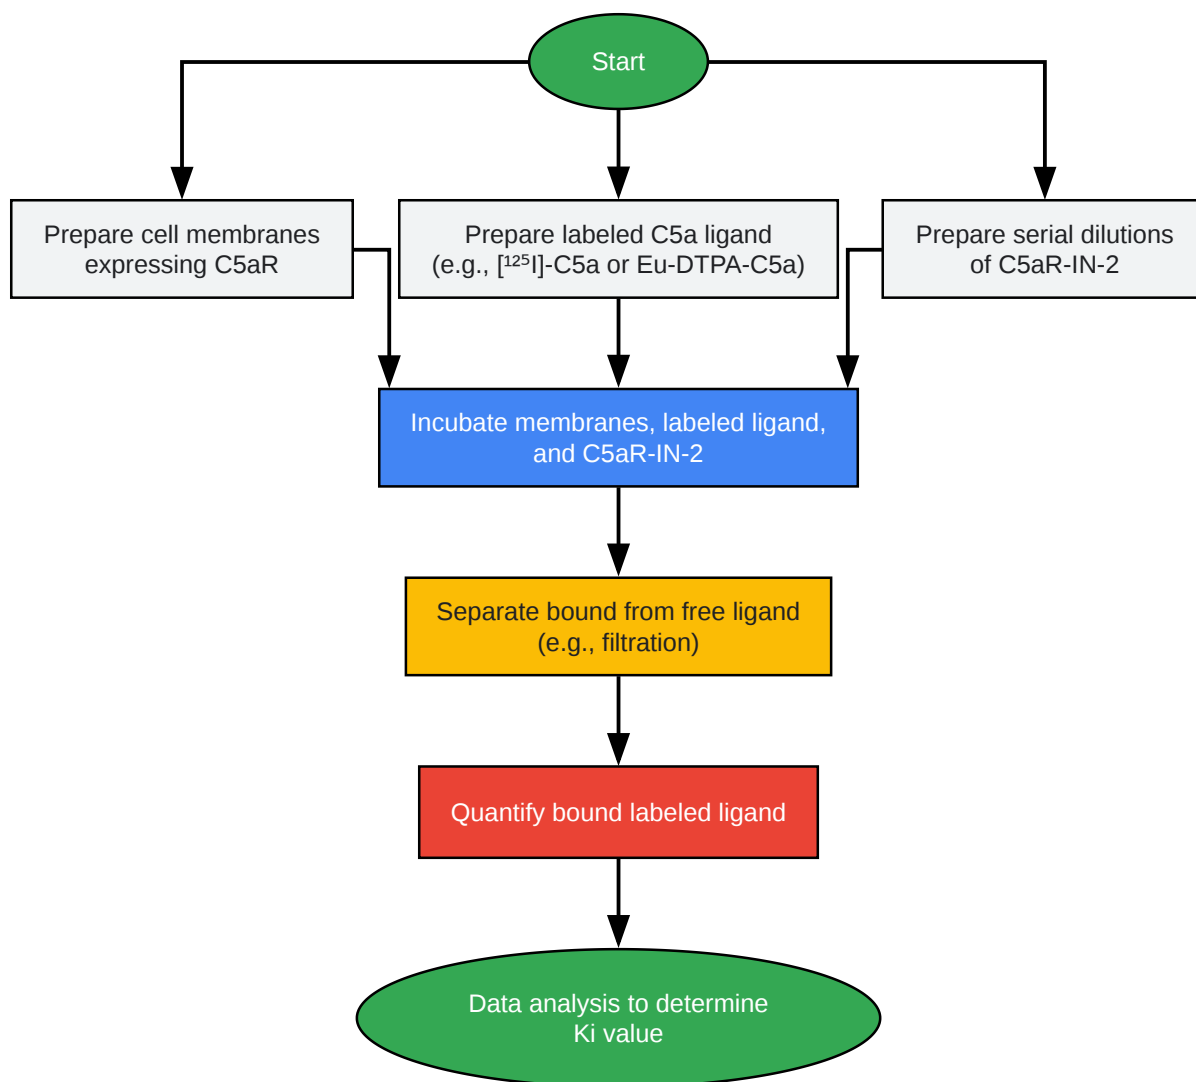 Start
Prepare cell membranes
expressing C5aR
Prepare labeled C5a ligand
(e.g., [¹²⁵I]-C5a or Eu-DTPA-C5a)
Prepare serial dilutions
of C5aR-IN-2
Incubate membranes, labeled ligand,
and C5aR-IN-2
Separate bound from free ligand
(e.g., filtration)
Quantify bound labeled ligand
Data analysis to determine
Ki value